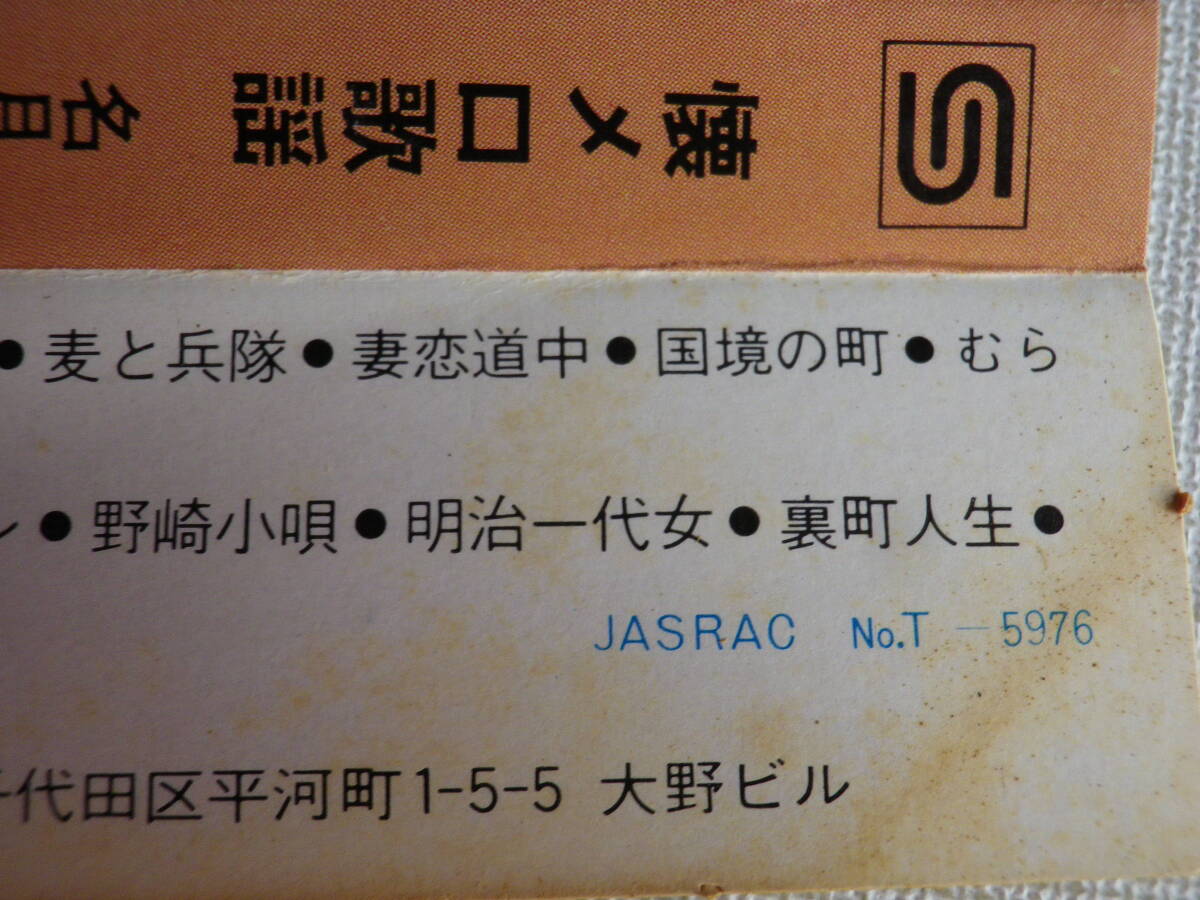 S
懐メロ歌謡 名月
●麦と兵隊●妻恋道中●国境の町●むら
●野崎小唄●明治一代女●裏町人生●
JASRAC No.T-5976
千代田区平河町1-5-5 大野ビル